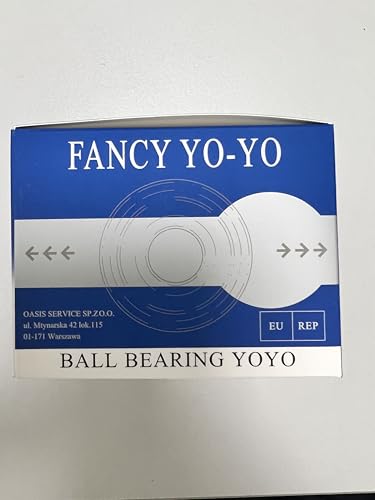 FANCY YO-YO
OASIS SERVICE SP.ZO.O.
ul. Mtynarska 42 lok.115
01-171 Warszawa
EU REP
BALL BEARING YOYO